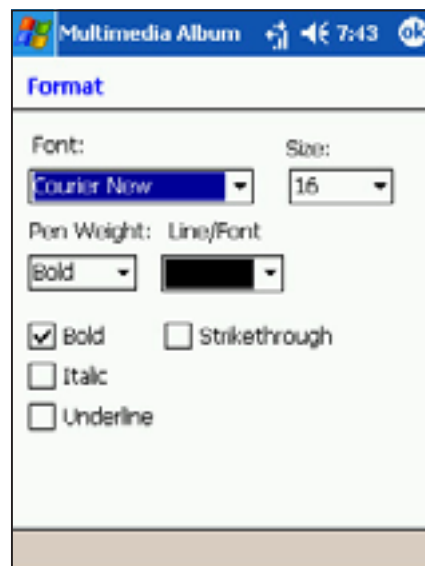 Multimedia Album 7:43 ok
Format
Font: Size:
Courier New 16
Pen Weight: Line/Font
Bold
Bold Strikethrough
Italic
Underline